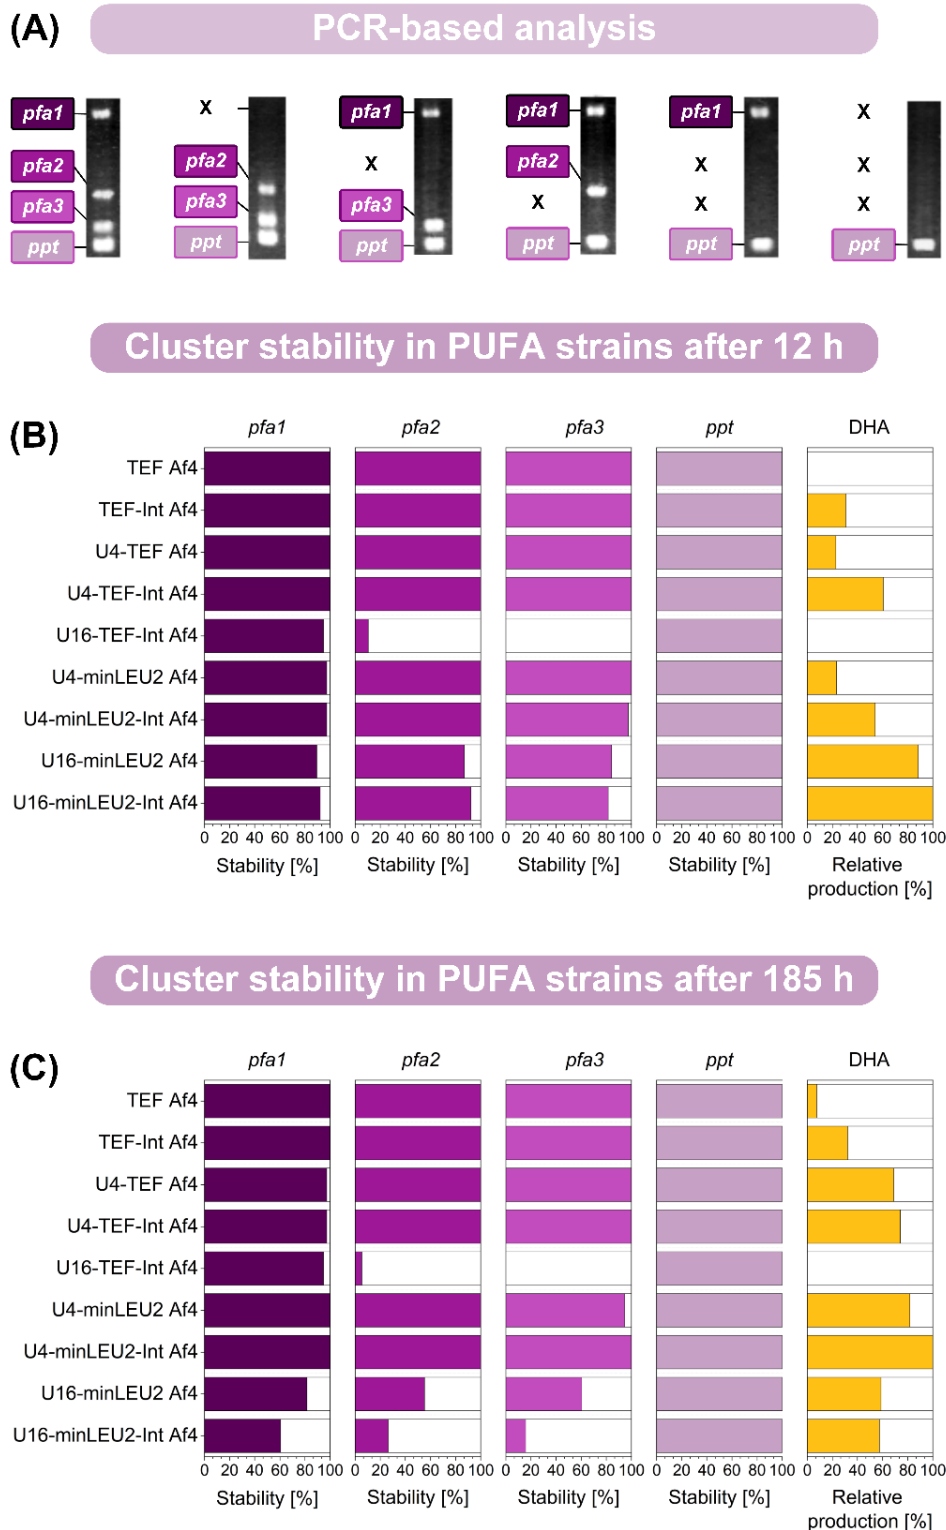 (A) PCR-based analysis
pfa1 X pfa1 pfa1 pfa1 X
pfa2 pfa2 X pfa2 X X
pfa3 pfa3 pfa3 X X X
ppt ppt ppt ppt ppt ppt
Cluster stability in PUFA strains after 12 h
(B) pfa1 pfa2 pfa3 ppt DHA
TEF Af4
TEF-Int Af4
U4-TEF Af4
U4-TEF-Int Af4
U16-TEF-Int Af4
U4-minLEU2 Af4
U4-minLEU2-Int Af4
U16-minLEU2 Af4
U16-minLEU2-Int Af4
0 20 40 60 80 100 0 20 40 60 80 100 0 20 40 60 80 100 0 20 40 60 80 100 0 20 40 60 80 100
Stability [%] Stability [%] Stability [%] Stability [%] Relative
production [%]
Cluster stability in PUFA strains after 185 h
(C) pfa1 pfa2 pfa3 ppt DHA
TEF Af4
TEF-Int Af4
U4-TEF Af4
U4-TEF-Int Af4
U16-TEF-Int Af4
U4-minLEU2 Af4
U4-minLEU2-Int Af4
U16-minLEU2 Af4
U16-minLEU2-Int Af4
0 20 40 60 80 100 0 20 40 60 80 100 0 20 40 60 80 100 0 20 40 60 80 100 0 20 40 60 80 100
Stability [%] Stability [%] Stability [%] Stability [%] Relative
production [%]